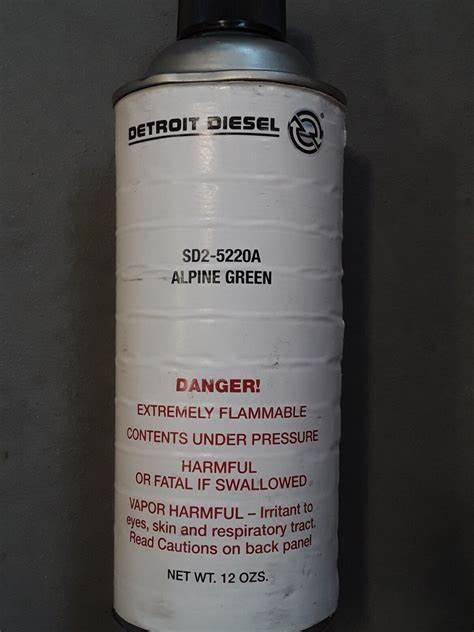 DETROIT DIESEL
SD2-5220A
ALPINE GREEN
DANGER!
EXTREMELY FLAMMABLE
CONTENTS UNDER PRESSURE
HARMFUL
OR FATAL IF SWALLOWED
VAPOR HARMFUL – Irritant to
eyes, skin and respiratory tract.
Read Cautions on back panel
NET WT. 12 OZS.